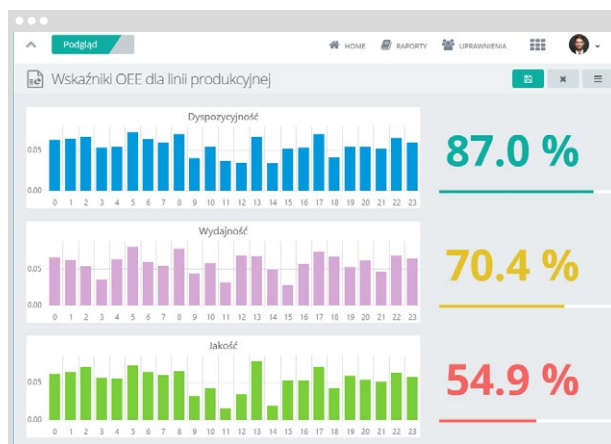 Podgląd
HOME RAPORTY UPRAWNIENIA
Wskaźniki OEE dla linii produkcyjnej
Dyspozycyjność
0.05
0.00
0 1 2 3 4 5 6 7 8 9 10 11 12 13 14 15 16 17 18 19 20 21 22 23
87.0 %
Wydajność
0.05
0.00
0 1 2 3 4 5 6 7 8 9 10 11 12 13 14 15 16 17 18 19 20 21 22 23
70.4 %
Jakość
0.05
0.00
0 1 2 3 4 5 6 7 8 9 10 11 12 13 14 15 16 17 18 19 20 21 22 23
54.9 %